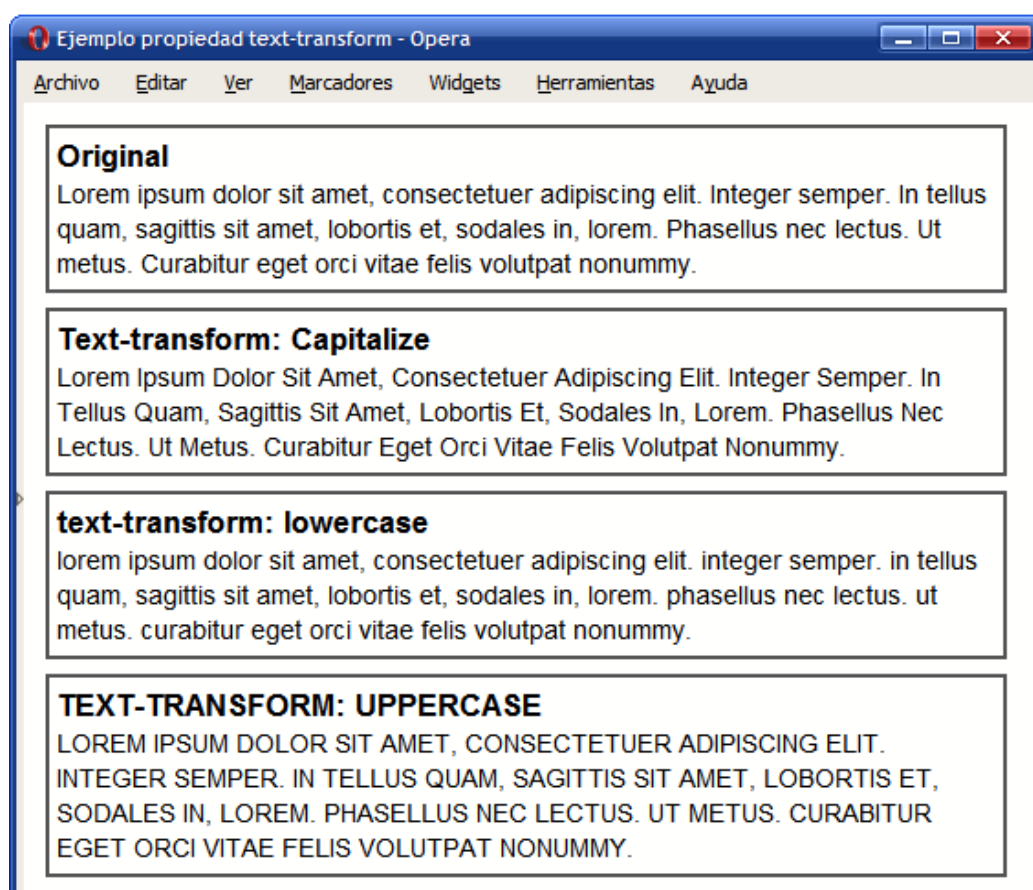 Ejemplo propiedad text-transform - Opera
Archivo Editar Ver Marcadores Widgets Herramientas Ayuda
Original
Lorem ipsum dolor sit amet, consectetuer adipiscing elit. Integer semper. In tellus
quam, sagittis sit amet, lobortis et, sodales in, lorem. Phasellus nec lectus. Ut
metus. Curabitur eget orci vitae felis volutpat nonummy.
Text-transform: Capitalize
Lorem Ipsum Dolor Sit Amet, Consectetuer Adipiscing Elit. Integer Semper. In
Tellus Quam, Sagittis Sit Amet, Lobortis Et, Sodales In, Lorem. Phasellus Nec
Lectus. Ut Metus. Curabitur Eget Orci Vitae Felis Volutpat Nonummy.
text-transform: lowercase
lorem ipsum dolor sit amet, consectetuer adipiscing elit. integer semper. in tellus
quam, sagittis sit amet, lobortis et, sodales in, lorem. phasellus nec lectus. ut
metus. curabitur eget orci vitae felis volutpat nonummy.
TEXT-TRANSFORM: UPPERCASE
LOREM IPSUM DOLOR SIT AMET, CONSECTETUER ADIPISCING ELIT.
INTEGER SEMPER. IN TELLUS QUAM, SAGITTIS SIT AMET, LOBORTIS ET,
SODALES IN, LOREM. PHASELLUS NEC LECTUS. UT METUS. CURABITUR
EGET ORCI VITAE FELIS VOLUTPAT NONUMMY.